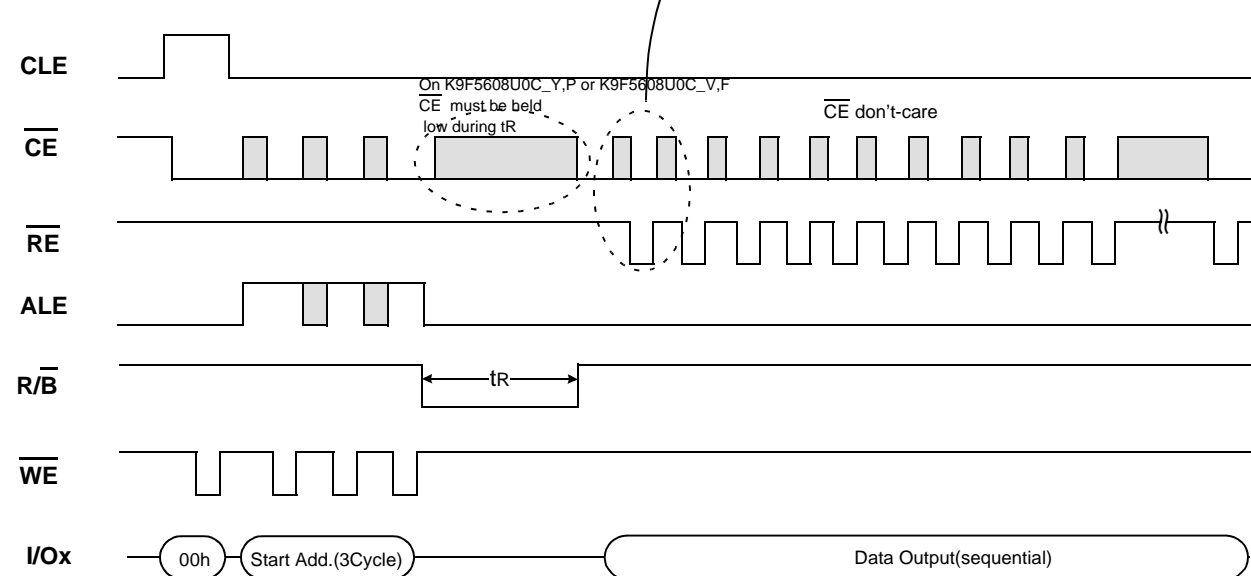 CLE
On K9F5608U0C_Y,P or K9F5608U0C_V,F
CE must be beld
low during tR
CE don't-care
CE
RE
ALE
R/B
tR
WE
I/Ox
00h
Start Add.(3Cycle)
Data Output(sequential)